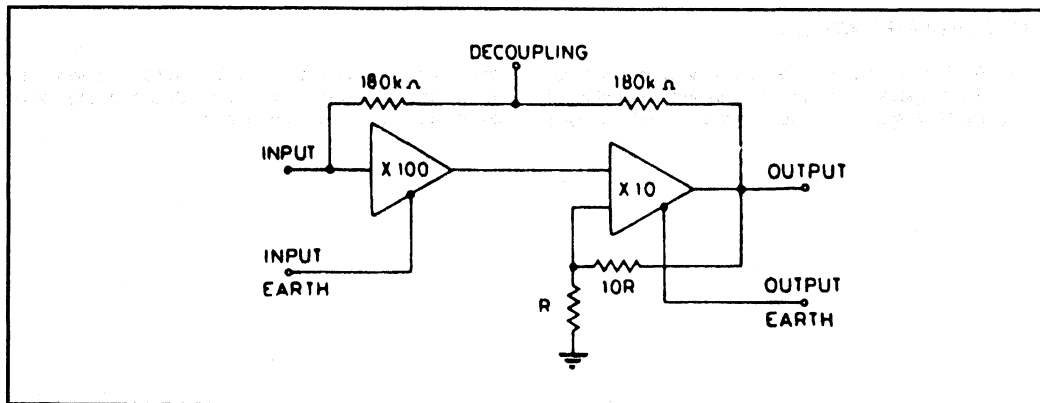 DECOUPLING
180kΩ 180kΩ
INPUT X 100 X 10 OUTPUT
INPUT
EARTH
10R
R
OUTPUT
EARTH